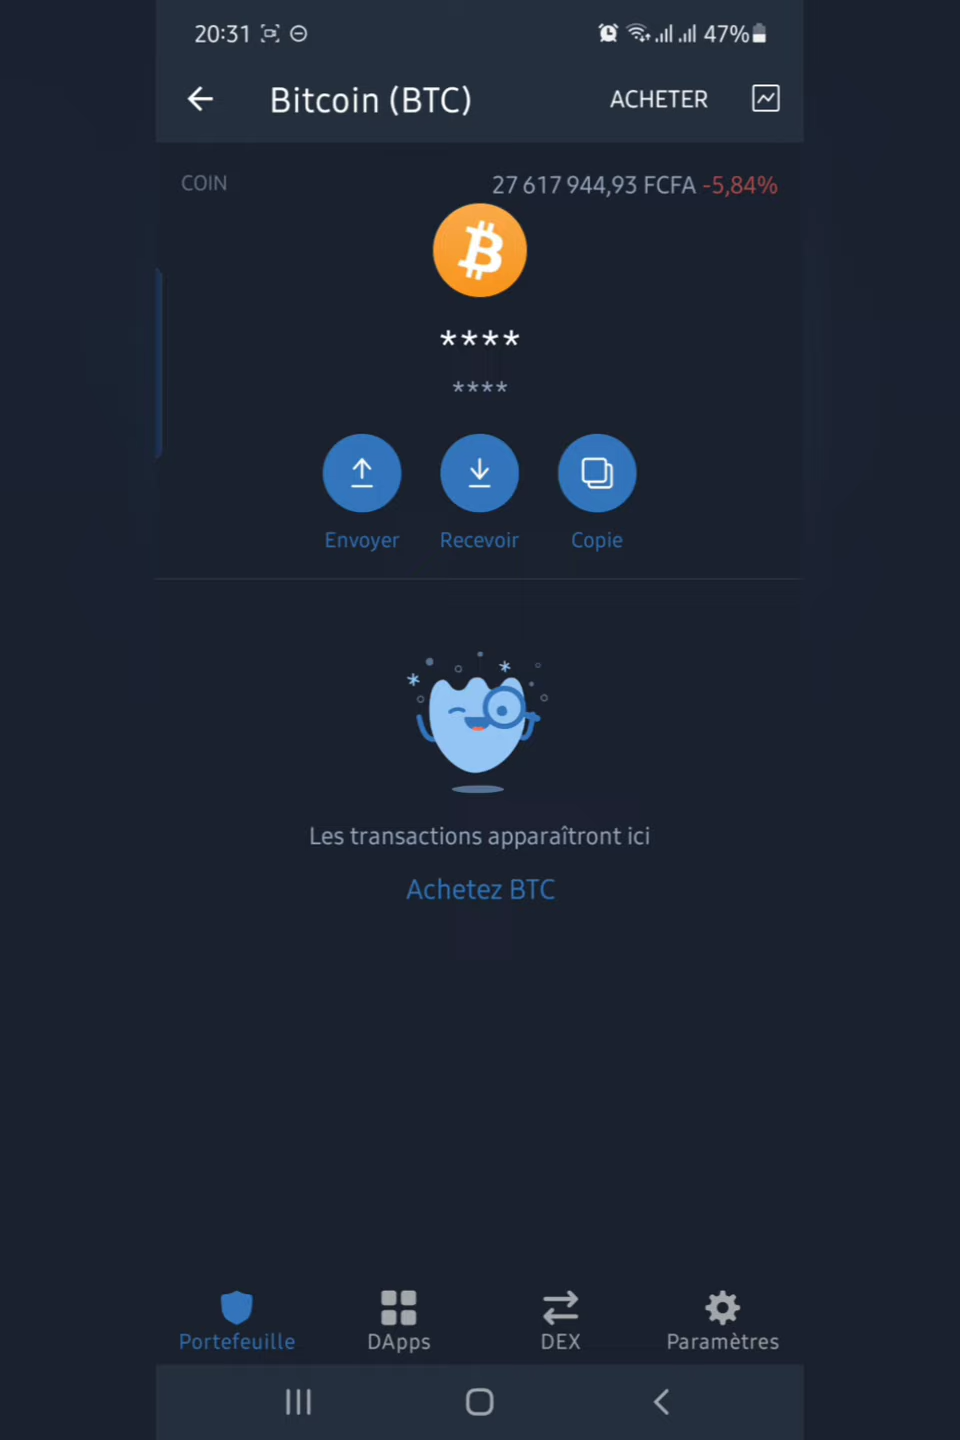 20:31 47%
Bitcoin (BTC) ACHETER
COIN 27 617 944,93 FCFA -5,84%
****
****
Envoyer Recevoir Copie
Les transactions apparaîtront ici
Achetez BTC
Portefeuille DApps DEX Paramètres